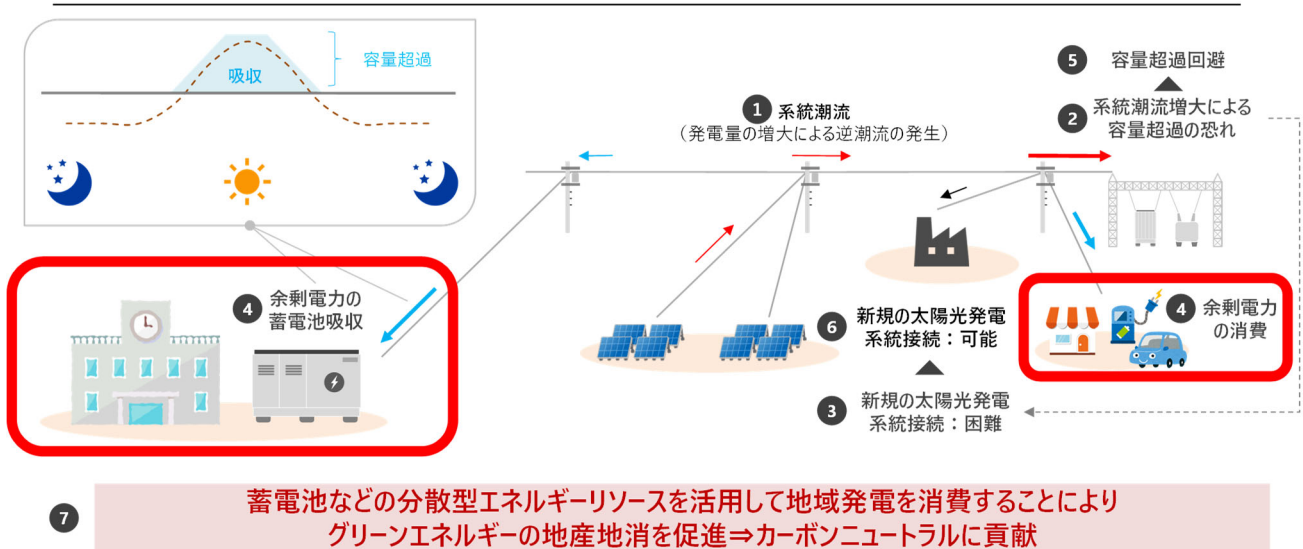 容量超過
吸収
① 系統潮流
（発電量の増大による逆潮流の発生）
⑤ 容量超過回避
② 系統潮流増大による
容量超過の恐れ
④ 余剰電力の
蓄電池吸収
⑥ 新規の太陽光発電
系統接続：可能
③ 新規の太陽光発電
系統接続：困難
④ 余剰電力
の消費
⑦ 蓄電池などの分散型エネルギーリソースを活用して地域発電を消費することにより
グリーンエネルギーの地産地消を促進⇒カーボンニュートラルに貢献